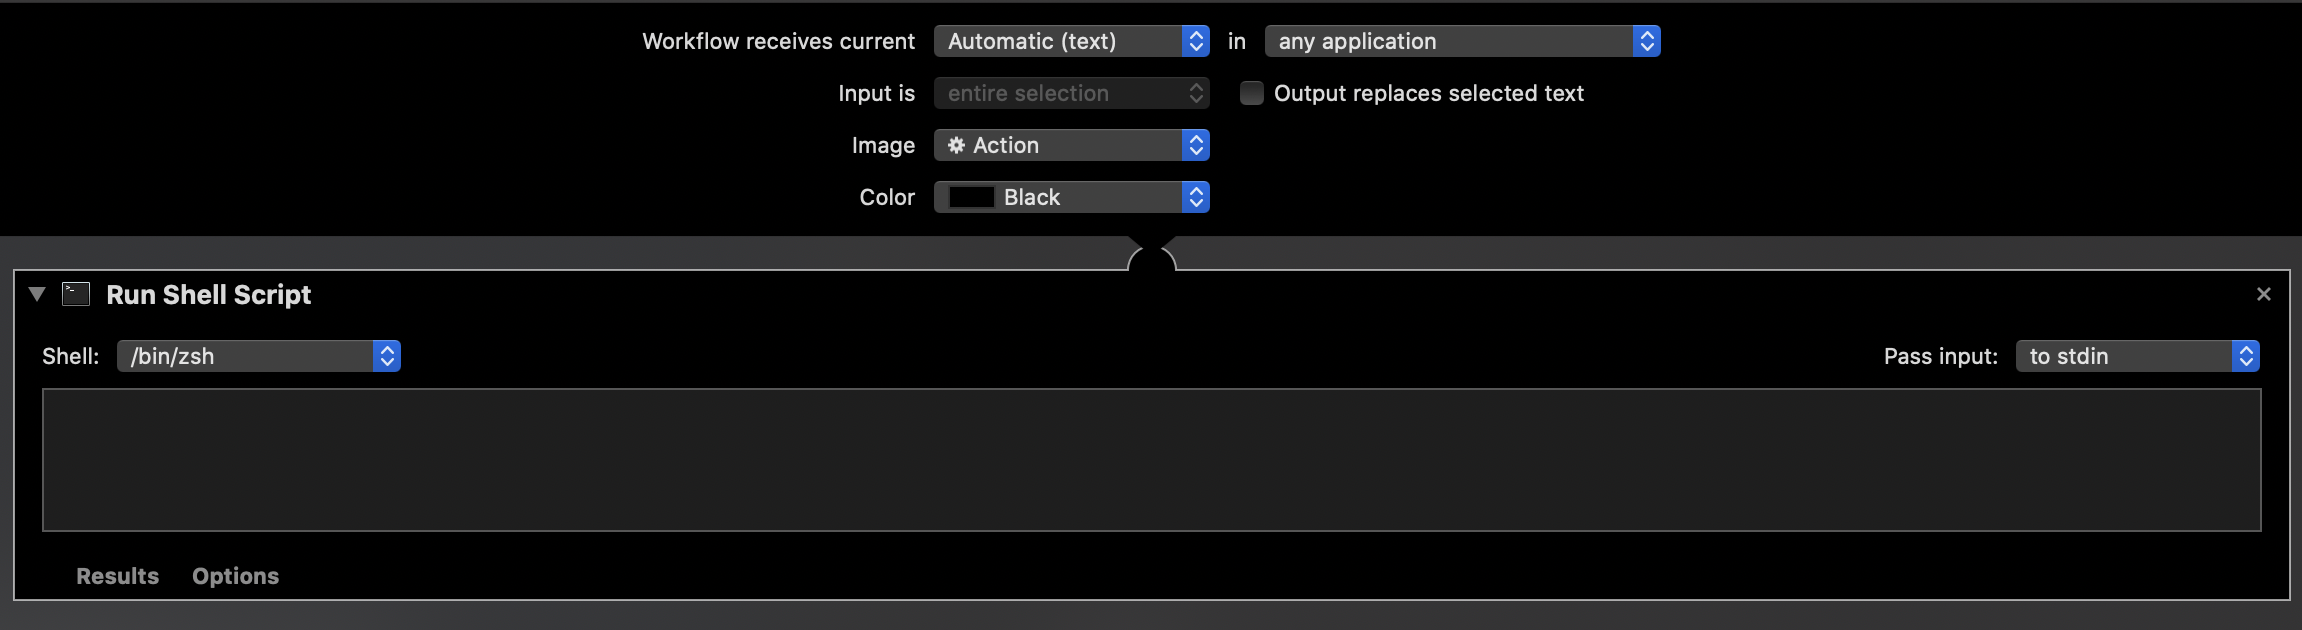 Workflow receives current Automatic (text) in any application
Input is entire selection Output replaces selected text
Image Action
Color Black
Run Shell Script
Shell: /bin/zsh Pass input: to stdin
Results Options